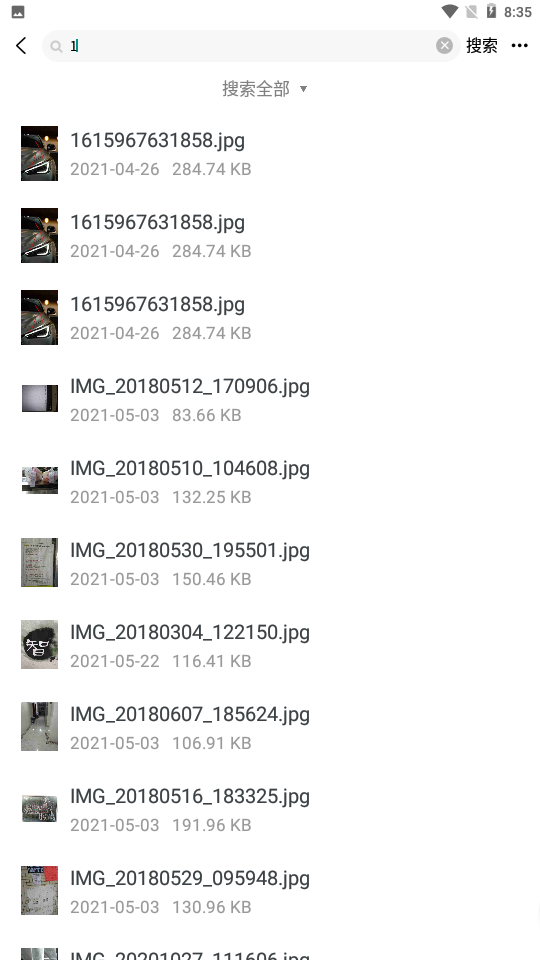 8:35
1
搜索
搜索全部
1615967631858.jpg
2021-04-26 284.74 KB
1615967631858.jpg
2021-04-26 284.74 KB
1615967631858.jpg
2021-04-26 284.74 KB
IMG_20180512_170906.jpg
2021-05-03 83.66 KB
IMG_20180510_104608.jpg
2021-05-03 132.25 KB
IMG_20180530_195501.jpg
2021-05-03 150.46 KB
智
IMG_20180304_122150.jpg
2021-05-22 116.41 KB
IMG_20180607_185624.jpg
2021-05-03 106.91 KB
IMG_20180516_183325.jpg
2021-05-03 191.96 KB
IMG_20180529_095948.jpg
2021-05-03 130.96 KB
IMG_20201027_111606.jpg